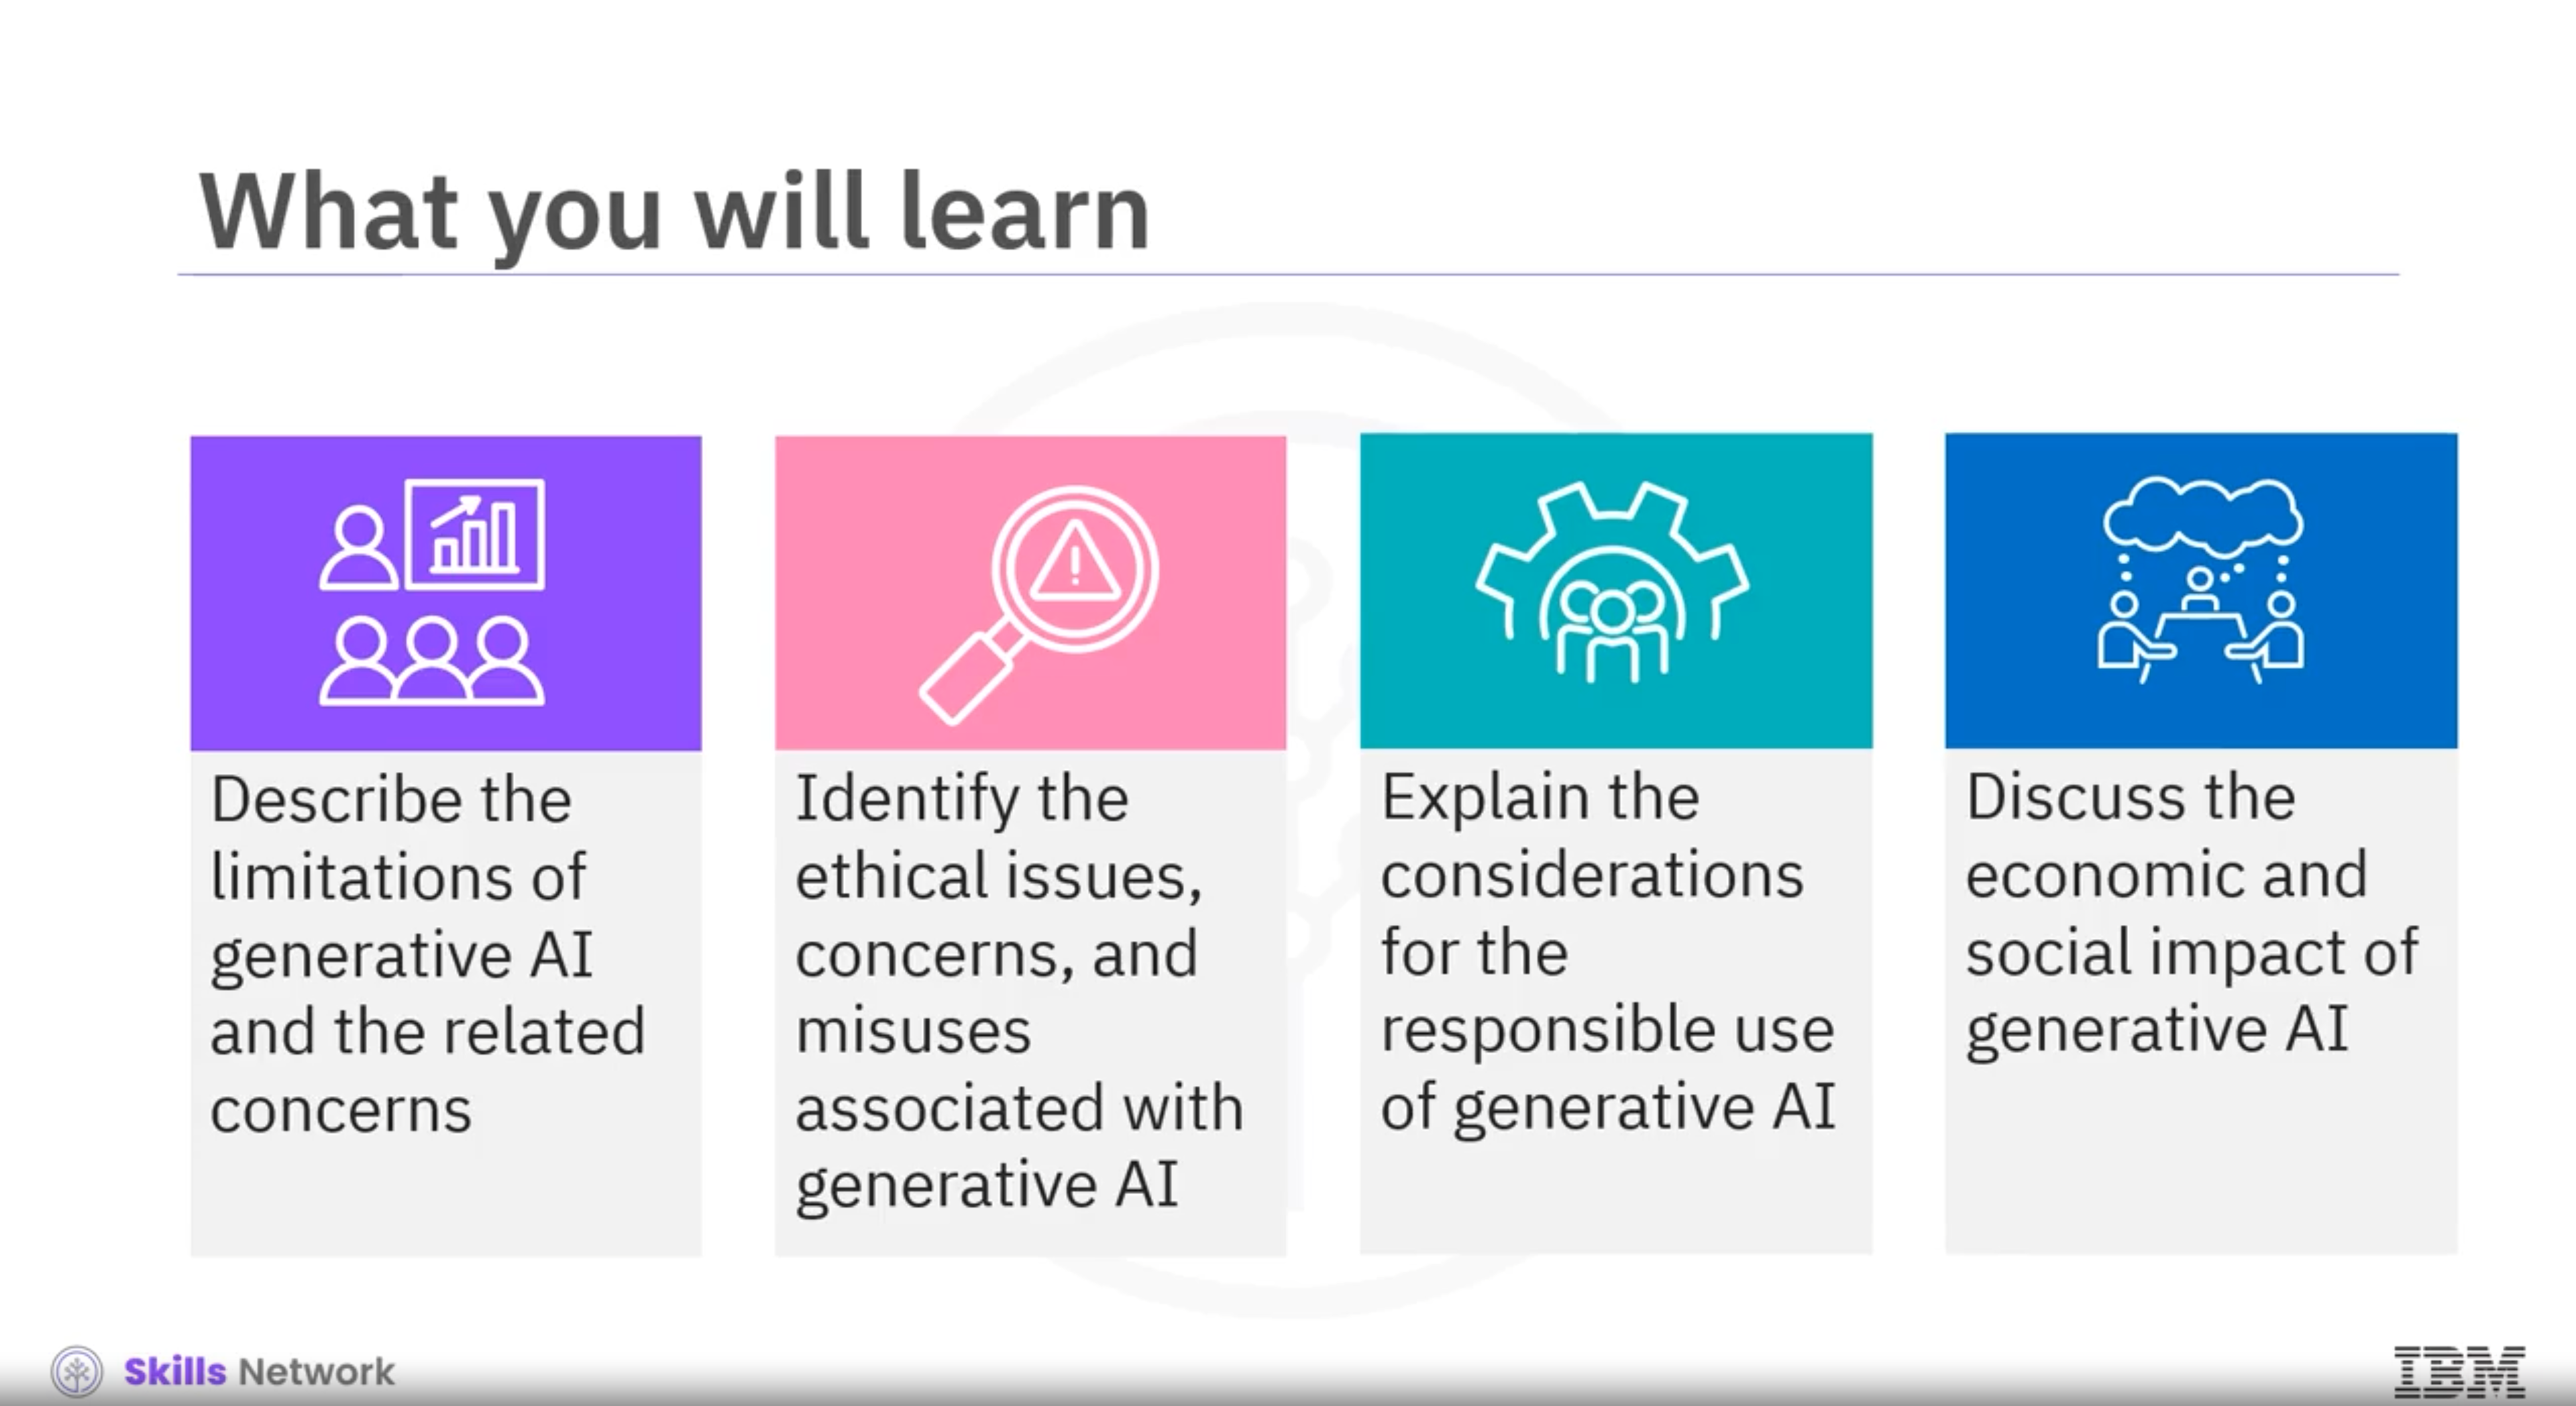 What you will learn
Describe the
limitations of
generative AI
and the related
concerns
Identify the
ethical issues,
concerns, and
misuses
associated with
generative AI
Explain the
considerations
for the
responsible use
of generative AI
Discuss the
economic and
social impact of
generative AI
Skills Network
IBM